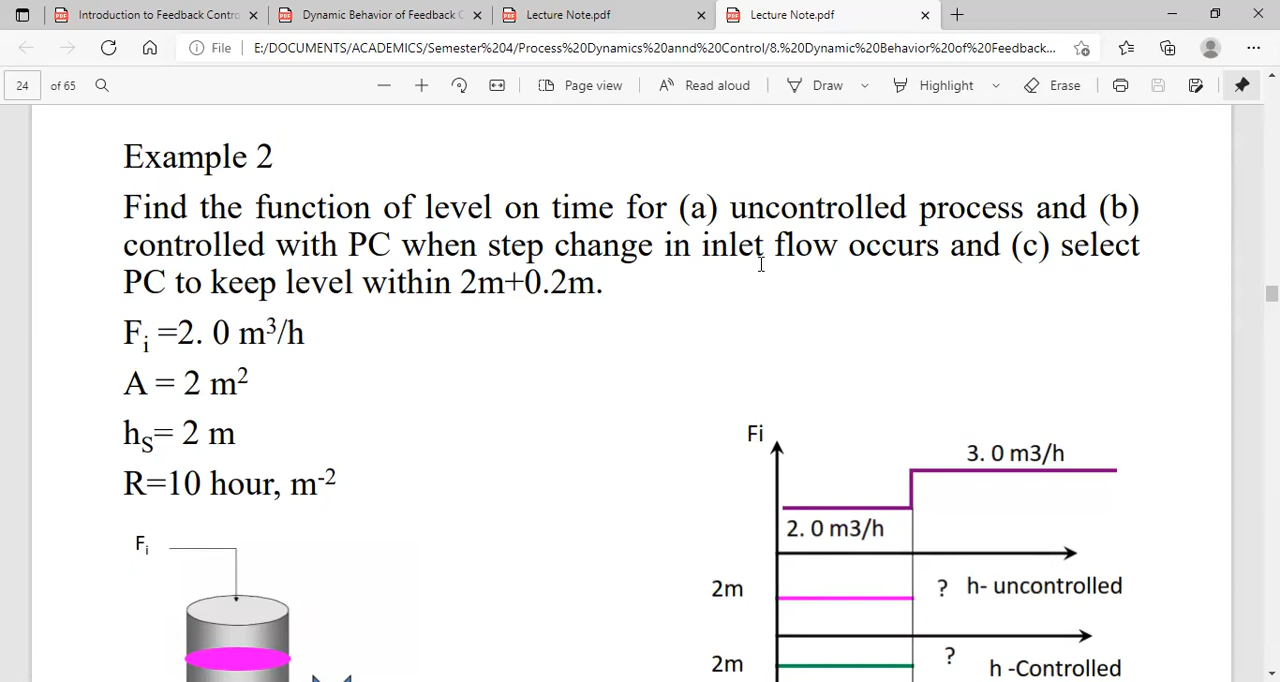 Introduction to Feedback Contro
Dynamic Behavior of Feedback C
Lecture Note.pdf
Lecture Note.pdf
File
E:/DOCUMENTS/ACADEMICS/Semester%204/Process%20Dynamics%20annd%20Control/8.%20Dynamic%20Behavior%20of%20Feedback...
24 of 65
Page view
Read aloud
Draw
Highlight
Erase
Example 2
Find the function of level on time for (a) uncontrolled process and (b)
controlled with PC when step change in inlet flow occurs and (c) select
PC to keep level within 2m+0.2m.
Fi =2. 0 m3/h
A = 2 m2
hS= 2 m
R=10 hour, m-2
Fi
Fi
3. 0 m3/h
2. 0 m3/h
2m
? h- uncontrolled
2m
? h -Controlled